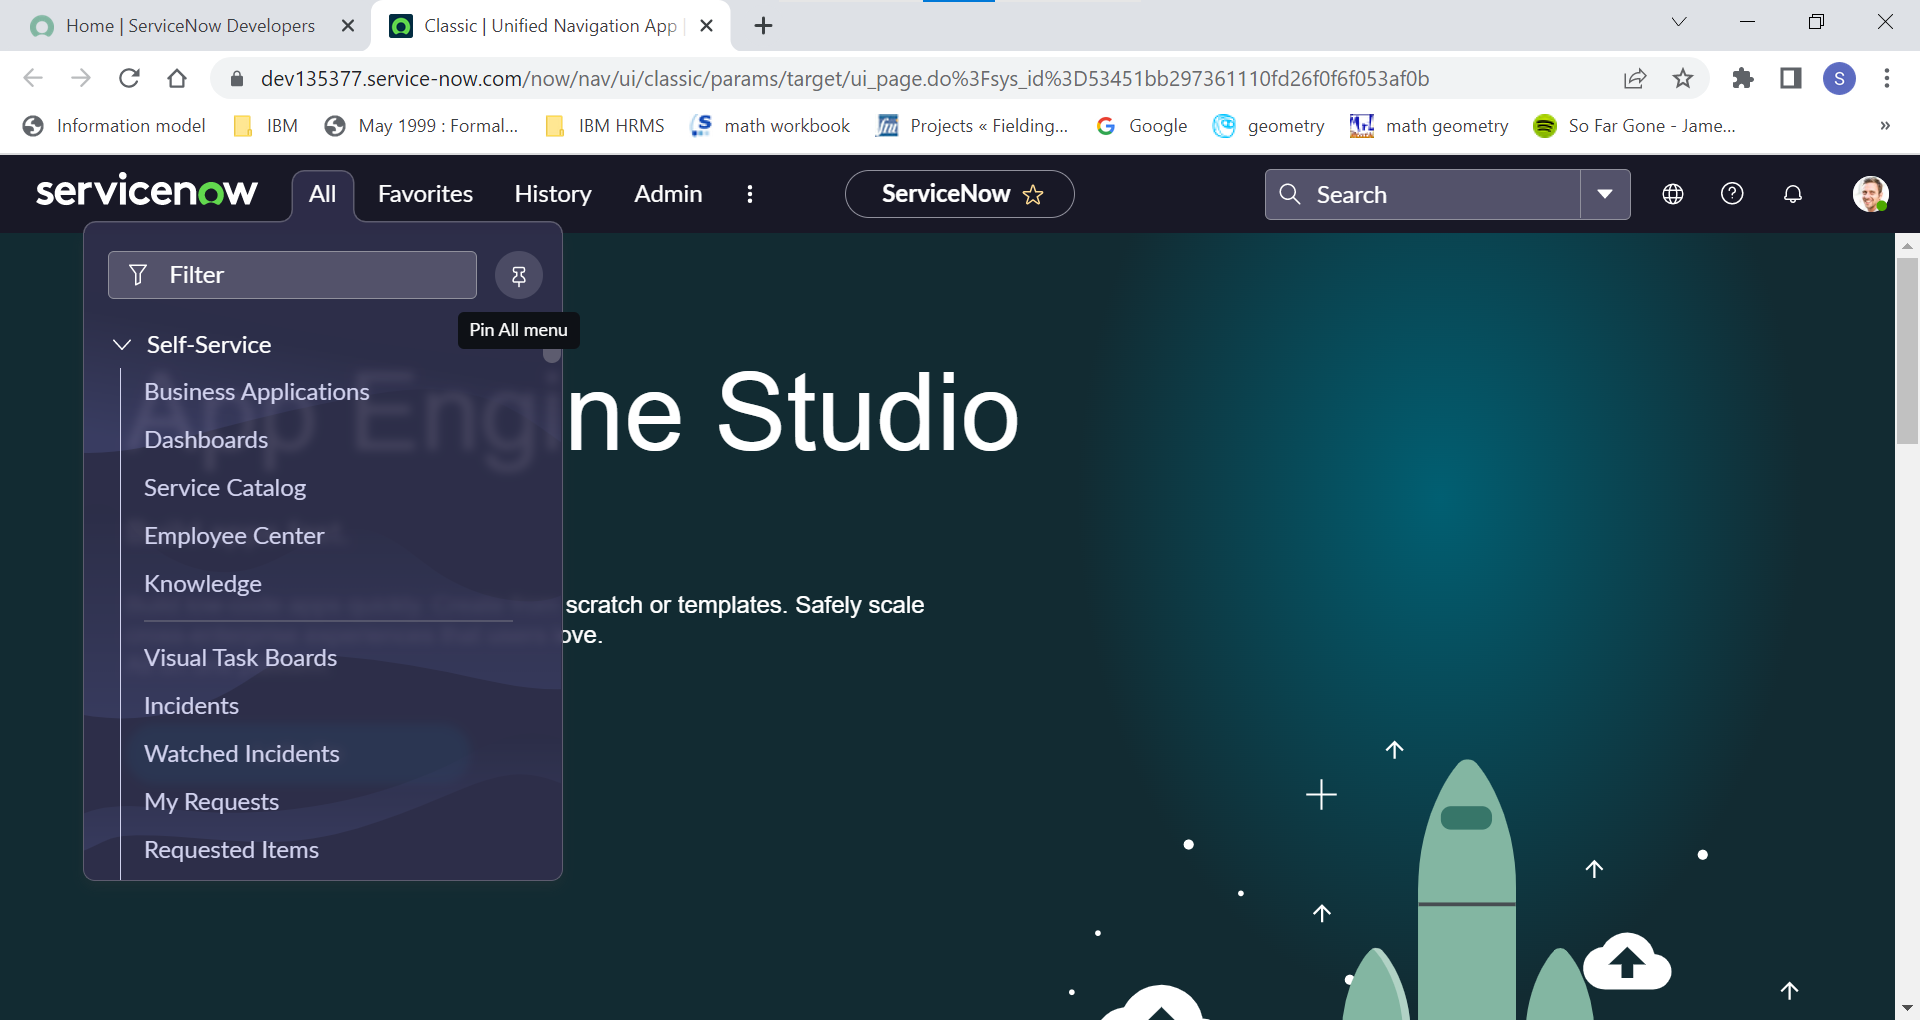 Home | ServiceNow Developers
Classic | Unified Navigation App
dev135377.service-now.com/now/nav/ui/classic/params/target/ui_page.do%3Fsys_id%3D53451bb297361110fd26f0f6f053af0b
S
Information model
IBM
May 1999 : Formal...
IBM HRMS
math workbook
Projects « Fielding...
Google
geometry
math geometry
So Far Gone - Jame...
»
servicenow
All
Favorites
History
Admin
ServiceNow
Search
Filter
Pin All menu
Self-Service
Business Applications
Dashboards
Service Catalog
Employee Center
Knowledge
Visual Task Boards
Incidents
Watched Incidents
My Requests
Requested Items
App Engine Studio
scratch or templates. Safely scale
ove.